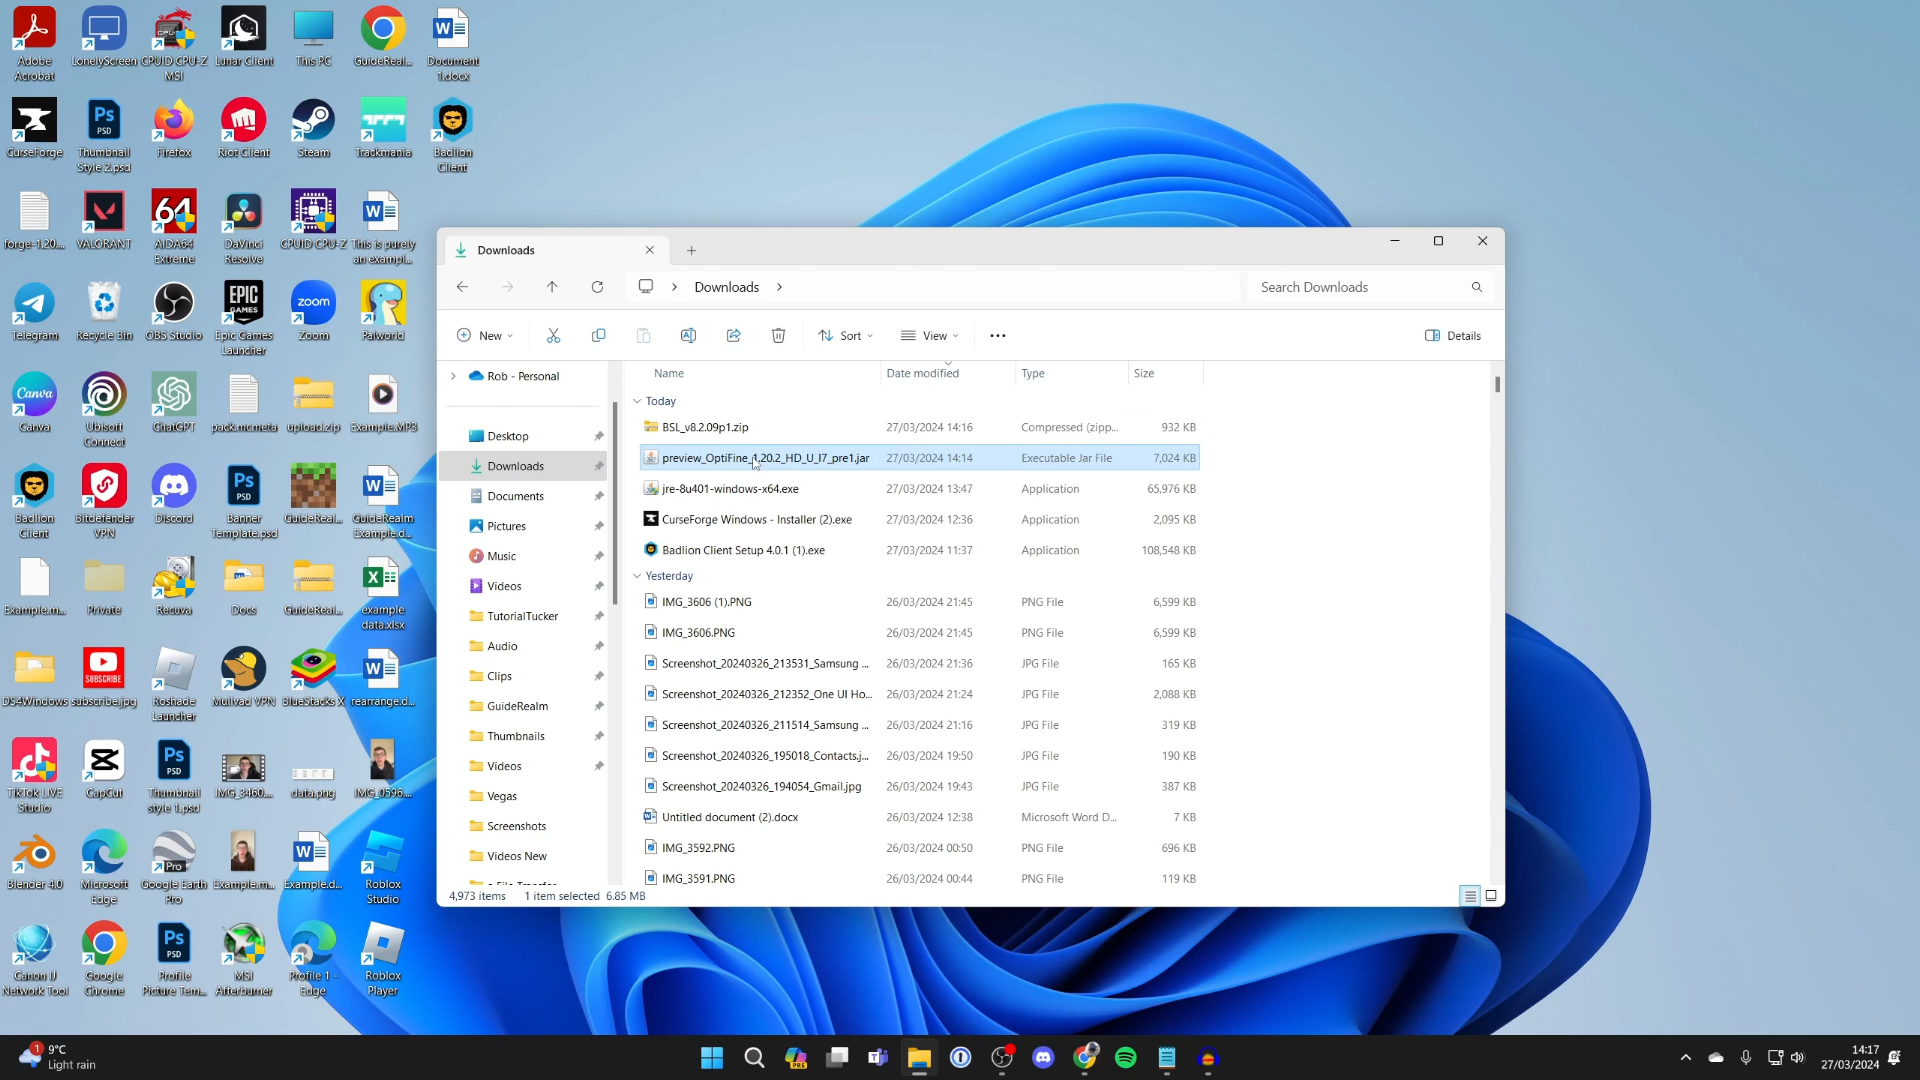 Adobe Acrobat
LonelyScreen
CPUID CPU-Z MSI
Lunar Client
This PC
GuideReal...
Document 1.docx
CurseForge
Thumbnail Style 2.psd
Firefox
Riot Client
Steam
Trackmania
Badlion Client
forge-1.20...
VALORANT
AIDA64 Extreme
DaVinci Resolve
CPUID CPU-Z
This is purely an exampl...
Telegram
Recycle Bin
OBS Studio
Epic Games Launcher
Zoom
Palworld
Canva
Ubisoft Connect
ChatGPT
pack.mcmeta
upload.zip
Example.MP3
Badlion Client
Bitdefender VPN
Discord
Banner Template.psd
GuideReal...
GuideRealm Example.d...
Example.m...
Private
Recuva
Docs
GuideReal...
example data.xlsx
DS4Windows
subscribe.jpg
Roshade Launcher
Mullvad VPN
BlueStacks X
rearrange.d...
TikTok LIVE Studio
CapCut
Thumbnail style 1.psd
IMG_3460...
data.png
IMG_0596...
Blender 4.0
Microsoft Edge
Google Earth Pro
Example.m...
Example.d...
Roblox Studio
Canon IJ Network Tool
Google Chrome
Profile Picture Tem...
MSI Afterburner
Profile 1 - Edge
Roblox Player
Downloads
Downloads
Search Downloads
New
Sort
View
Details
Rob - Personal
Desktop
Downloads
Documents
Pictures
Music
Videos
TutorialTucker
Audio
Clips
GuideRealm
Thumbnails
Videos
Vegas
Screenshots
Videos New
Name Date modified Type Size
Today
BSL_v8.2.09p1.zip 27/03/2024 14:16 Compressed (zipp... 932 KB
preview_OptiFine_1.20.2_HD_U_I7_pre1.jar 27/03/2024 14:14 Executable Jar File 7,024 KB
jre-8u401-windows-x64.exe 27/03/2024 13:47 Application 65,976 KB
CurseForge Windows - Installer (2).exe 27/03/2024 12:36 Application 2,095 KB
Badlion Client Setup 4.0.1 (1).exe 27/03/2024 11:37 Application 108,548 KB
Yesterday
IMG_3606 (1).PNG 26/03/2024 21:45 PNG File 6,599 KB
IMG_3606.PNG 26/03/2024 21:45 PNG File 6,599 KB
Screenshot_20240326_213531_Samsung ... 26/03/2024 21:36 JPG File 165 KB
Screenshot_20240326_212352_One UI Ho... 26/03/2024 21:24 JPG File 2,088 KB
Screenshot_20240326_211514_Samsung ... 26/03/2024 21:16 JPG File 319 KB
Screenshot_20240326_195018_Contacts.j... 26/03/2024 19:50 JPG File 190 KB
Screenshot_20240326_194054_Gmail.jpg 26/03/2024 19:43 JPG File 387 KB
Untitled document (2).docx 26/03/2024 12:38 Microsoft Word D... 7 KB
IMG_3592.PNG 26/03/2024 00:50 PNG File 696 KB
IMG_3591.PNG 26/03/2024 00:44 PNG File 119 KB
4,973 items 1 item selected 6.85 MB
1
9°C
Light rain
14:17
27/03/2024